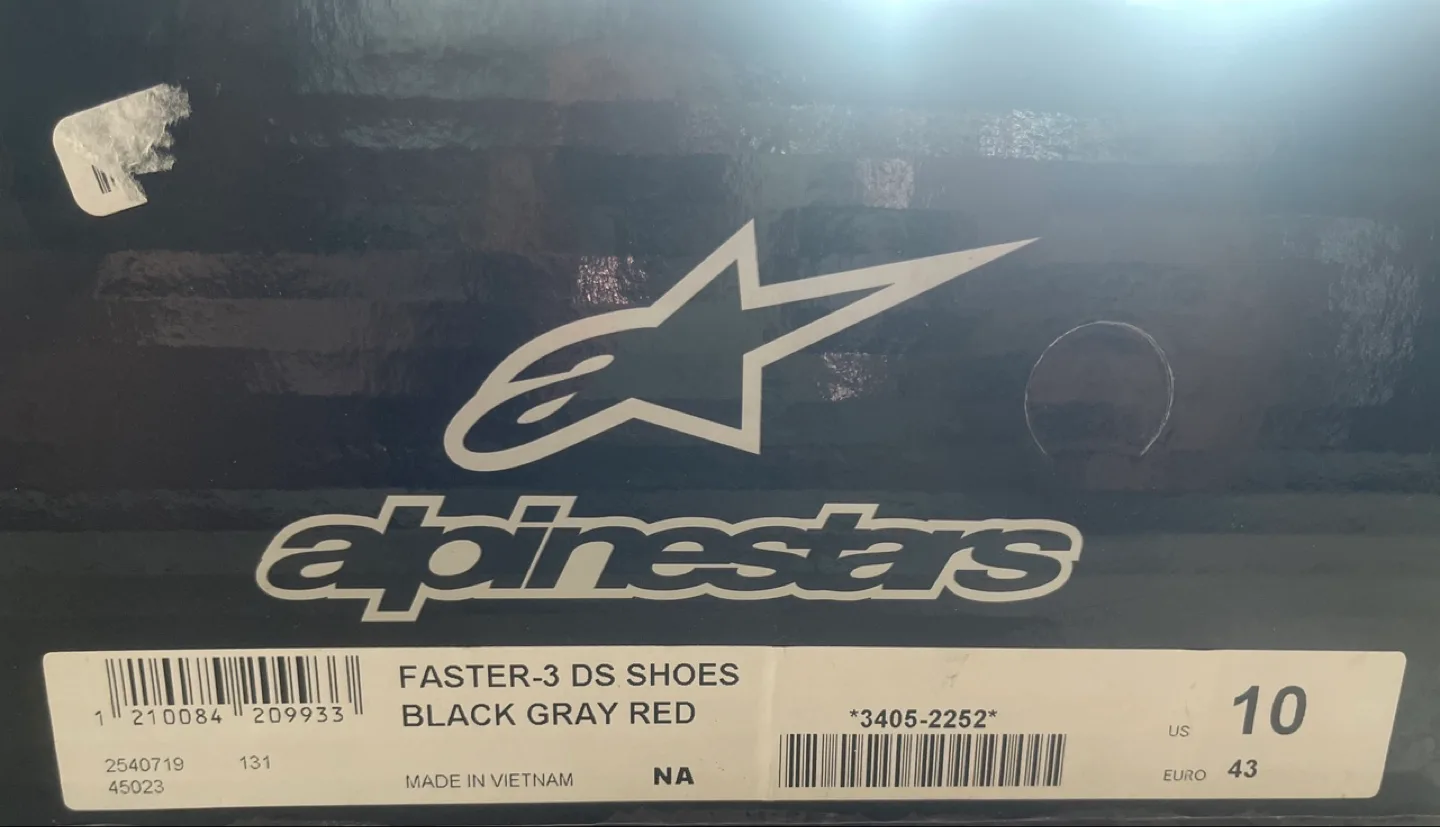 alpinestars
1 210084 209933
2540719 131
45023
FASTER-3 DS SHOES
BLACK GRAY RED
MADE IN VIETNAM NA
*3405-2252*
US 10
EURO 43